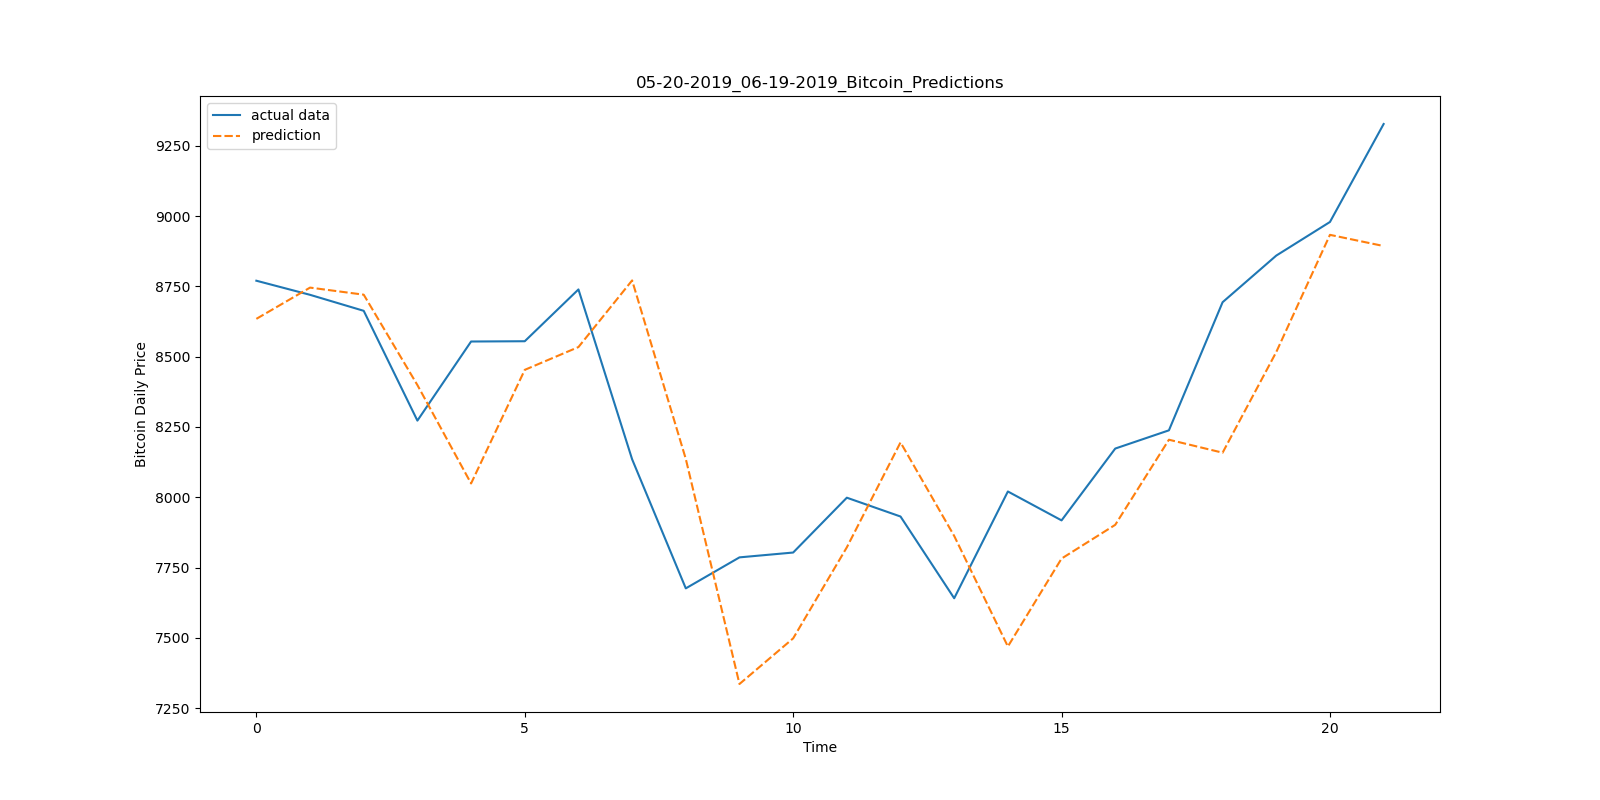 05-20-2019_06-19-2019_Bitcoin_Predictions
actual data
prediction
9250
9000
8750
8500
8250
8000
7750
7500
7250
Bitcoin Daily Price
0 5 10 15 20
Time